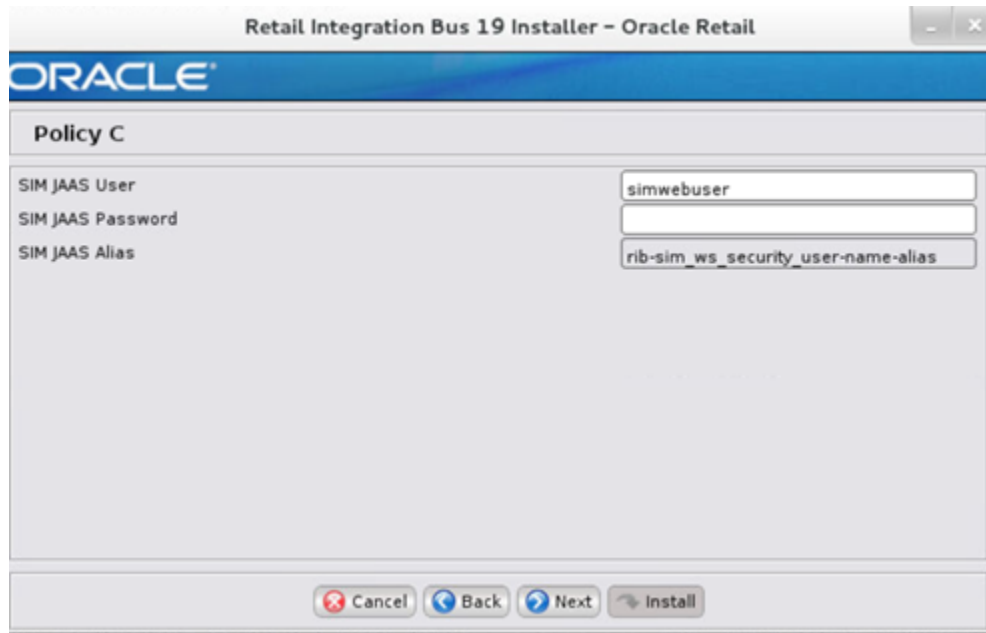 Retail Integration Bus 19 Installer – Oracle Retail
ORACLE®
Policy C
SIM JAAS User simwebuser
SIM JAAS Password
SIM JAAS Alias rib-sim_ws_security_user-name-alias
Cancel Back Next Install